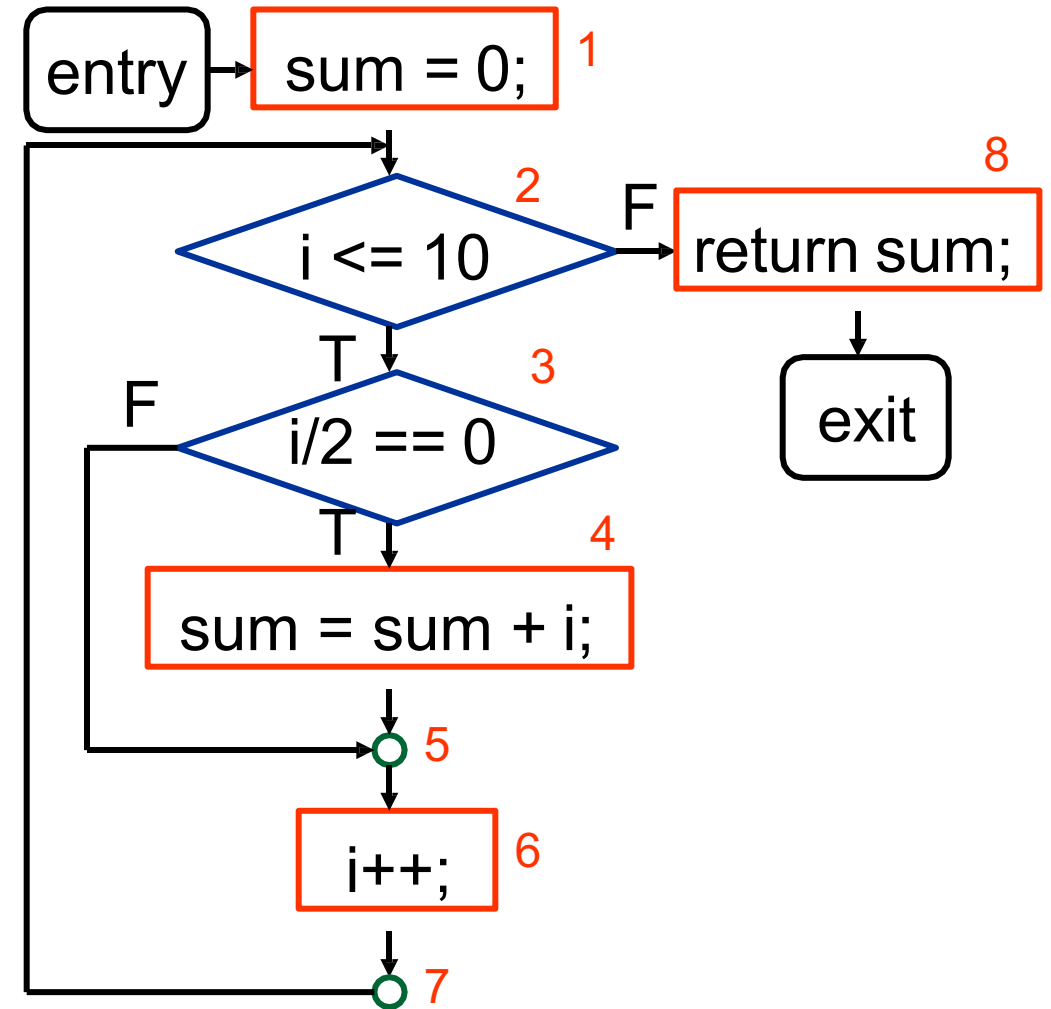 entry
sum = 0;
1
2
i <= 10
F
8
return sum;
T
3
exit
F
i/2 == 0
T
4
sum = sum + i;
5
6
i++;
7